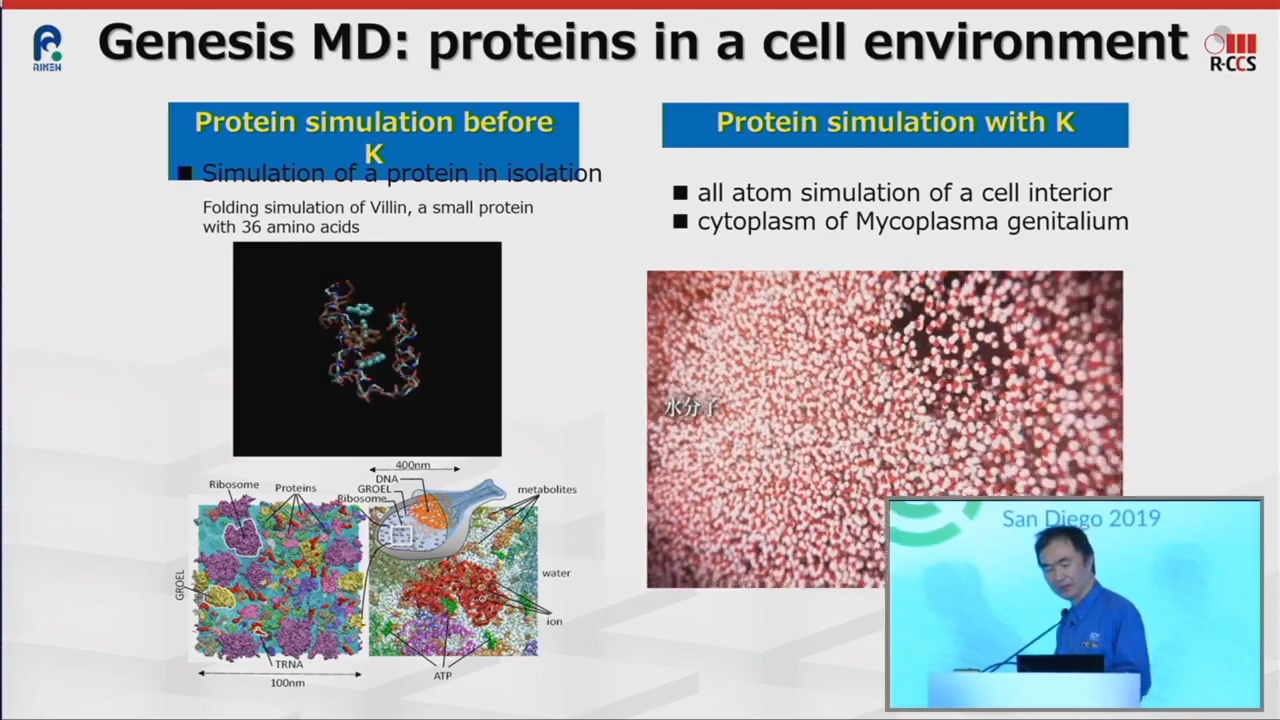 RIKEN
Genesis MD: proteins in a cell environment
R-CCS
Protein simulation before
K
Simulation of a protein in isolation
Folding simulation of Villin, a small protein
with 36 amino acids
Protein simulation with K
all atom simulation of a cell interior
cytoplasm of Mycoplasma genitalium
水分子
400nm
DNA
GROEL
Ribosome
Ribosome
Proteins
metabolites
GROEL
water
ion
TRNA
ATP
100nm
San Diego 2019